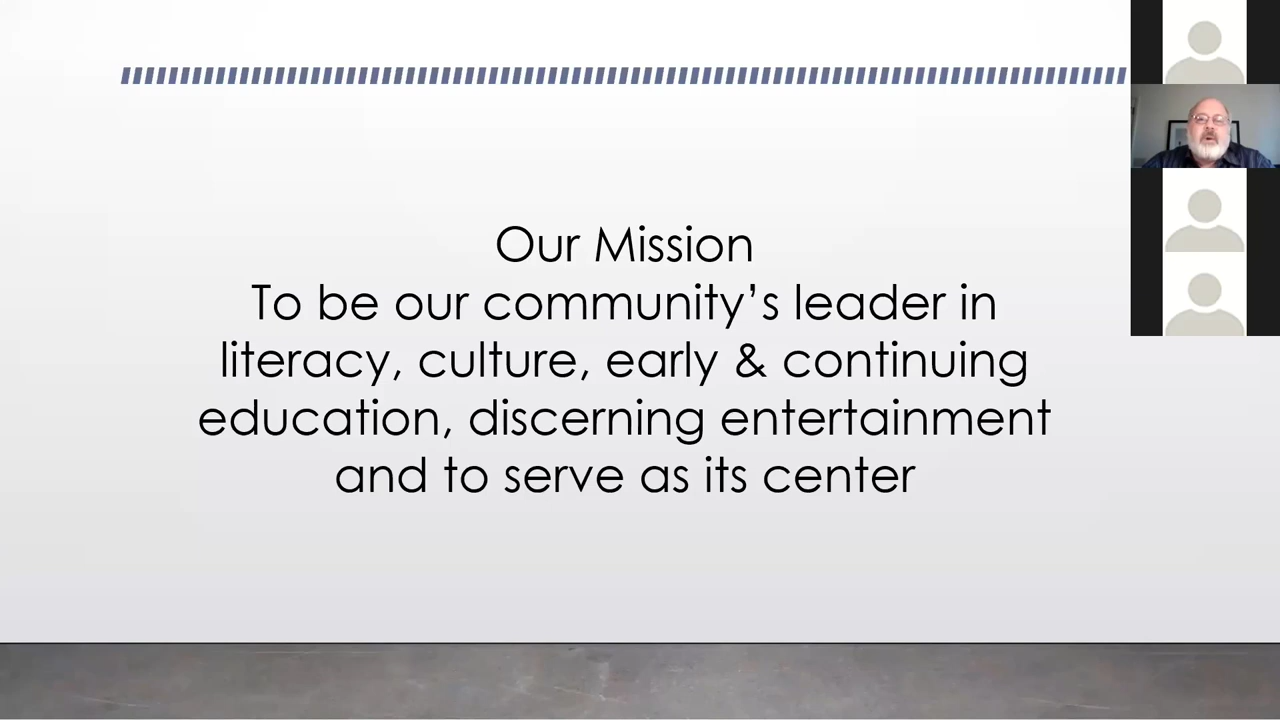 Our Mission
To be our community’s leader in
literacy, culture, early & continuing
education, discerning entertainment
and to serve as its center